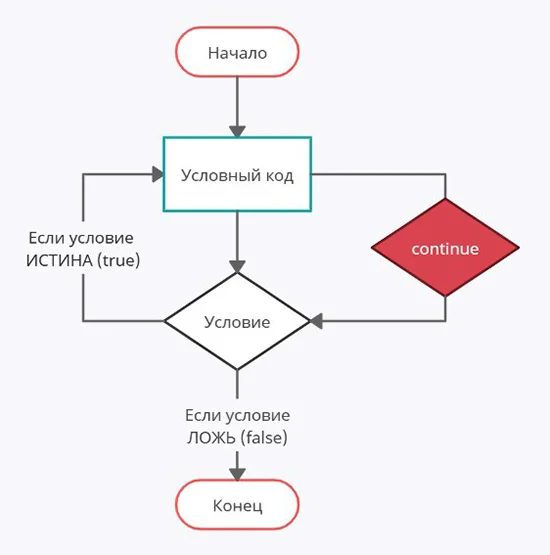 Начало
Условный код
Если условие
ИСТИНА (true)
continue
Условие
Если условие
ЛОЖЬ (false)
Конец